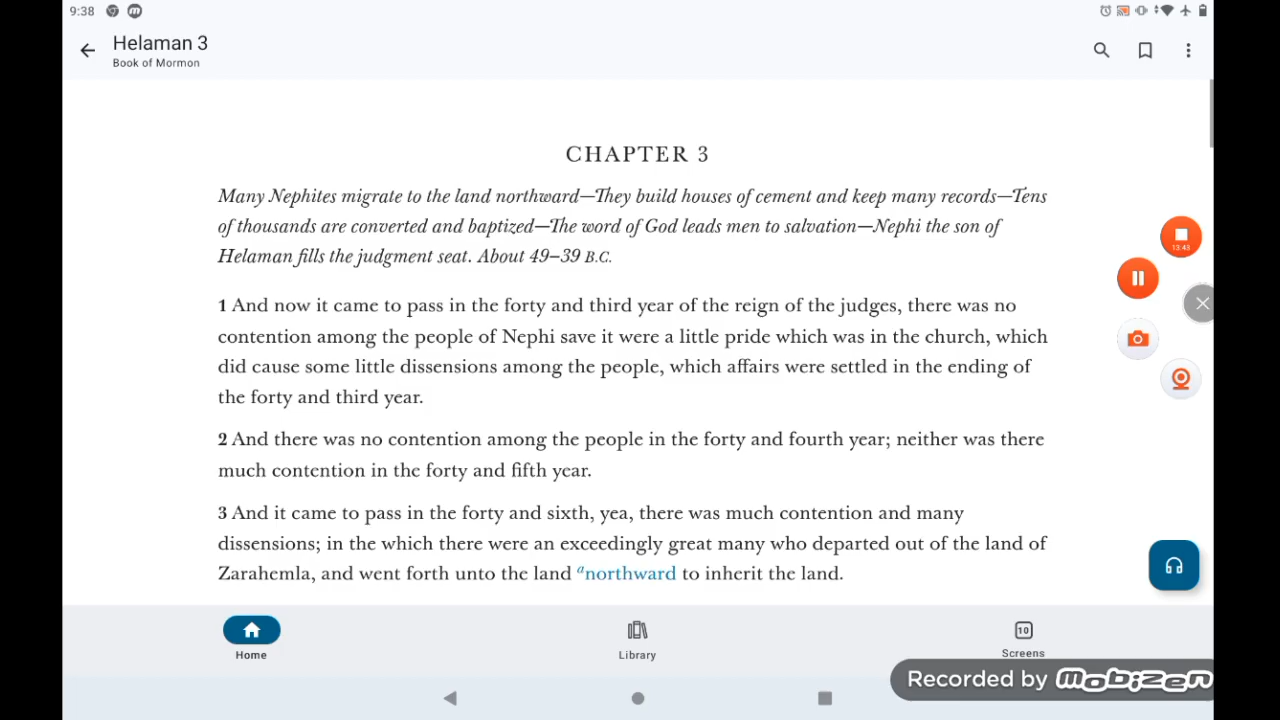 9:38
Helaman 3
Book of Mormon
CHAPTER 3
Many Nephites migrate to the land northward—They build houses of cement and keep many records—Tens
of thousands are converted and baptized—The word of God leads men to salvation—Nephi the son of
Helaman fills the judgment seat. About 49–39 B.C.
1 And now it came to pass in the forty and third year of the reign of the judges, there was no
contention among the people of Nephi save it were a little pride which was in the church, which
did cause some little dissensions among the people, which affairs were settled in the ending of
the forty and third year.
2 And there was no contention among the people in the forty and fourth year; neither was there
much contention in the forty and fifth year.
3 And it came to pass in the forty and sixth, yea, there was much contention and many
dissensions; in the which there were an exceedingly great many who departed out of the land of
Zarahemla, and went forth unto the land a northward to inherit the land.
13:43
Home
Library
10
Screens
Recorded by mobizen